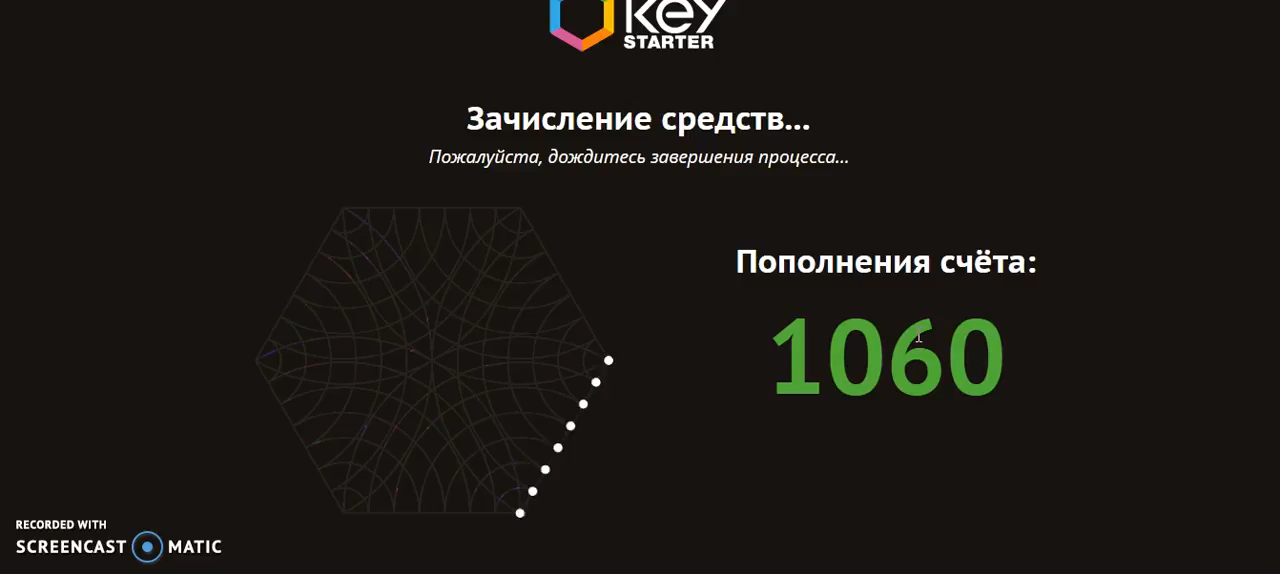 Key
STARTER
Зачисление средств...
Пожалуйста, дождитесь завершения процесса...
Пополнения счёта:
1060
RECORDED WITH
SCREENCAST MATIC